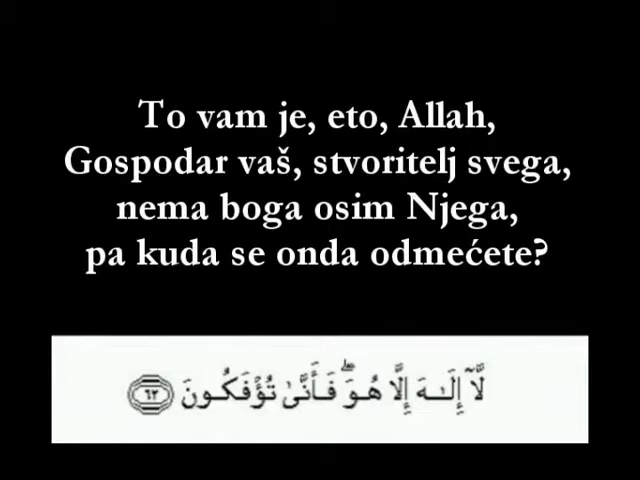 To vam je, eto, Allah,
Gospodar vaš, stvoritelj svega,
nema boga osim Njega,
pa kuda se onda odmećete?
لَّآ إِلَـٰهَ إِلَّا هُوَ ۖ فَأَنَّىٰ تُؤْفَكُونَ ٦٢